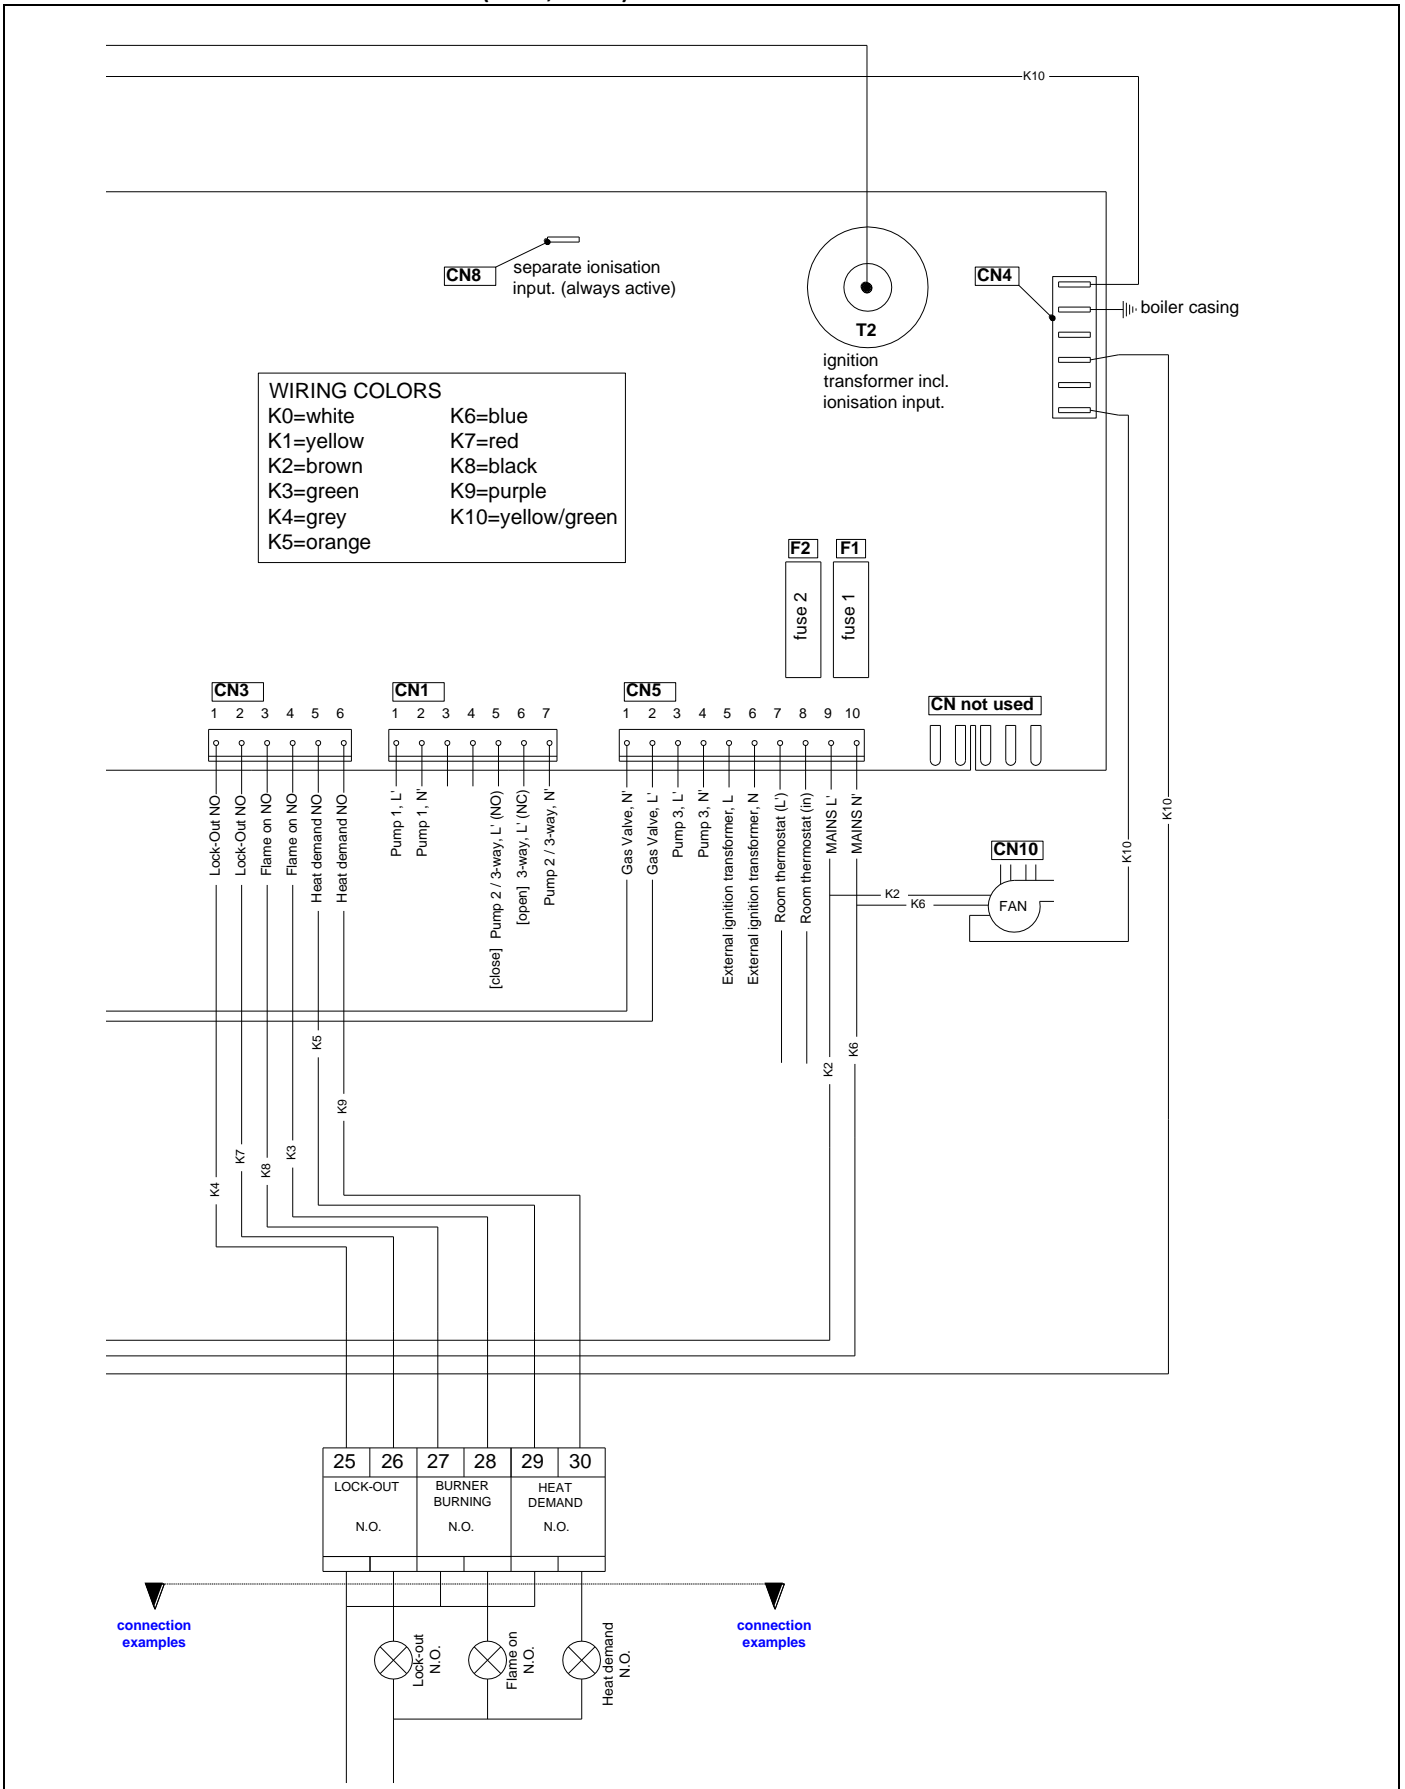 K10
CN8
separate ionisation
input. (always active)
CN4
boiler casing
T2
ignition
transformer incl.
ionisation input.
WIRING COLORS
K0=white
K6=blue
K1=yellow
K7=red
K2=brown
K8=black
K3=green
K9=purple
K4=grey
K10=yellow/green
K5=orange
F2
F1
fuse 2
fuse 1
CN3
1 2 3 4 5 6
CN1
1 2 3 4 5 6 7
CN5
1 2 3 4 5 6 7 8 9 10
CN not used
Lock-Out NO
Lock-Out NO
Flame on NO
Flame on NO
Heat demand NO
Heat demand NO
Pump 1, L'
Pump 1, N'
[close] Pump 2 / 3-way, L' (NO)
[open] 3-way, L' (NC)
Pump 2 / 3-way, N'
Gas Valve, N'
Gas Valve, L'
Pump 3, L'
Pump 3, N'
External ignition transformer, L
External ignition transformer, N
Room thermostat (L')
Room thermostat (in)
MAINS L'
MAINS N'
CN10
FAN
K2
K6
K10
K10
K5
K9
K2
K6
K4
K7
K8
K3
25 26 27 28 29 30
LOCK-OUT
N.O.
BURNER
BURNING
N.O.
HEAT
DEMAND
N.O.
connection
examples
connection
examples
Lock-out
N.O.
Flame on
N.O.
Heat demand
N.O.